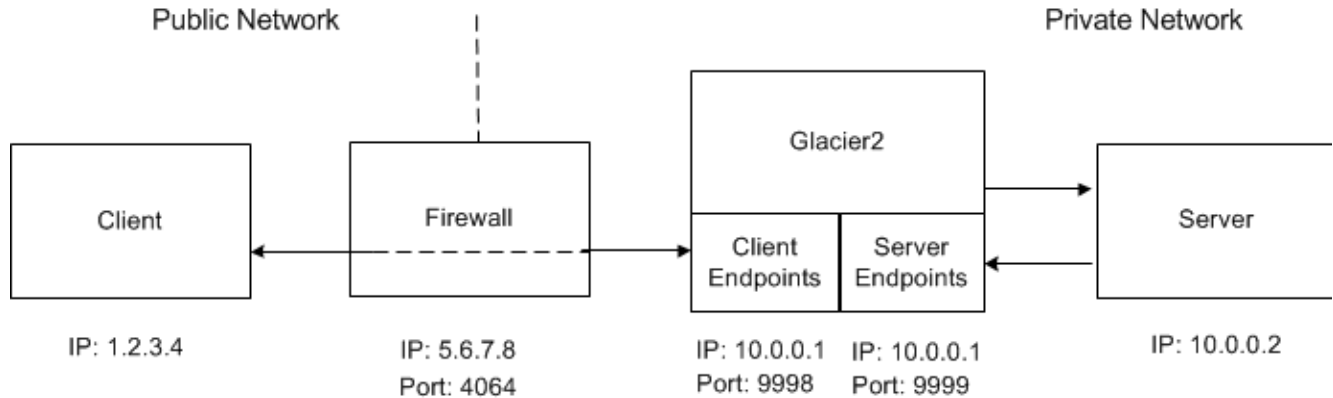 Public Network
Private Network
Glacier2
Client
Firewall
Client
Endpoints
Server
Endpoints
Server
IP: 1.2.3.4
IP: 5.6.7.8
Port: 4064
IP: 10.0.0.1
Port: 9998
IP: 10.0.0.1
Port: 9999
IP: 10.0.0.2